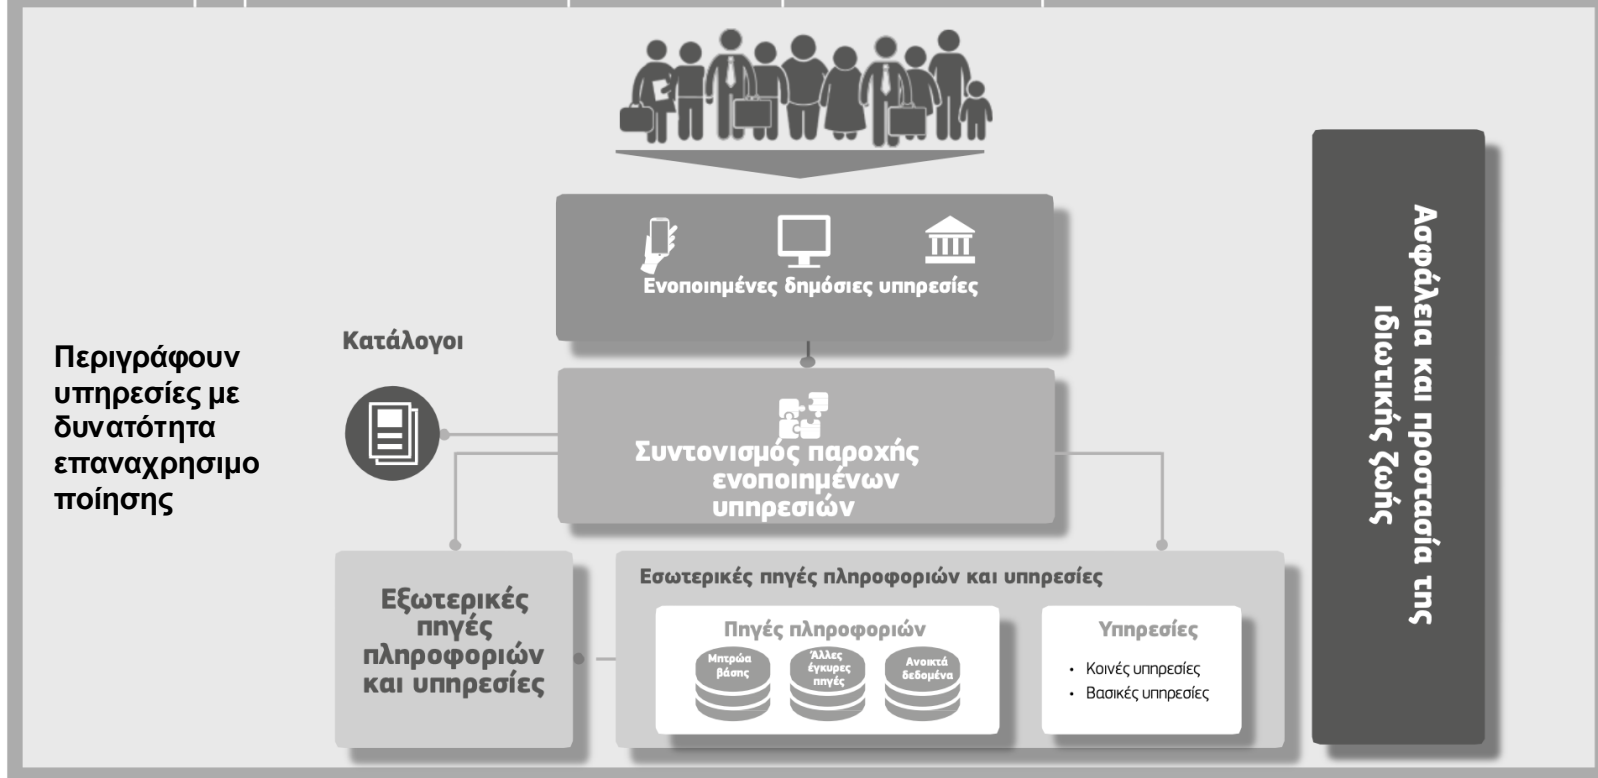 Ενοποιημένες δημόσιες υπηρεσίες
Κατάλογοι
Περιγράφουν
υπηρεσίες με
δυνατότητα
επαναχρησιμο
ποίησης
Συντονισμός παροχής
ενοποιημένων
υπηρεσιών
Εξωτερικές
πηγές
πληροφοριών
και υπηρεσίες
Εσωτερικές πηγές πληροφοριών και υπηρεσίες
Πηγές πληροφοριών
Μητρώα
βάσης
Άλλες
έγκυρες
πηγές
Ανοικτά
δεδομένα
Υπηρεσίες
• Κοινές υπηρεσίες
• Βασικές υπηρεσίες
Ασφάλεια και προστασία της
ιδιωτικής ζωής